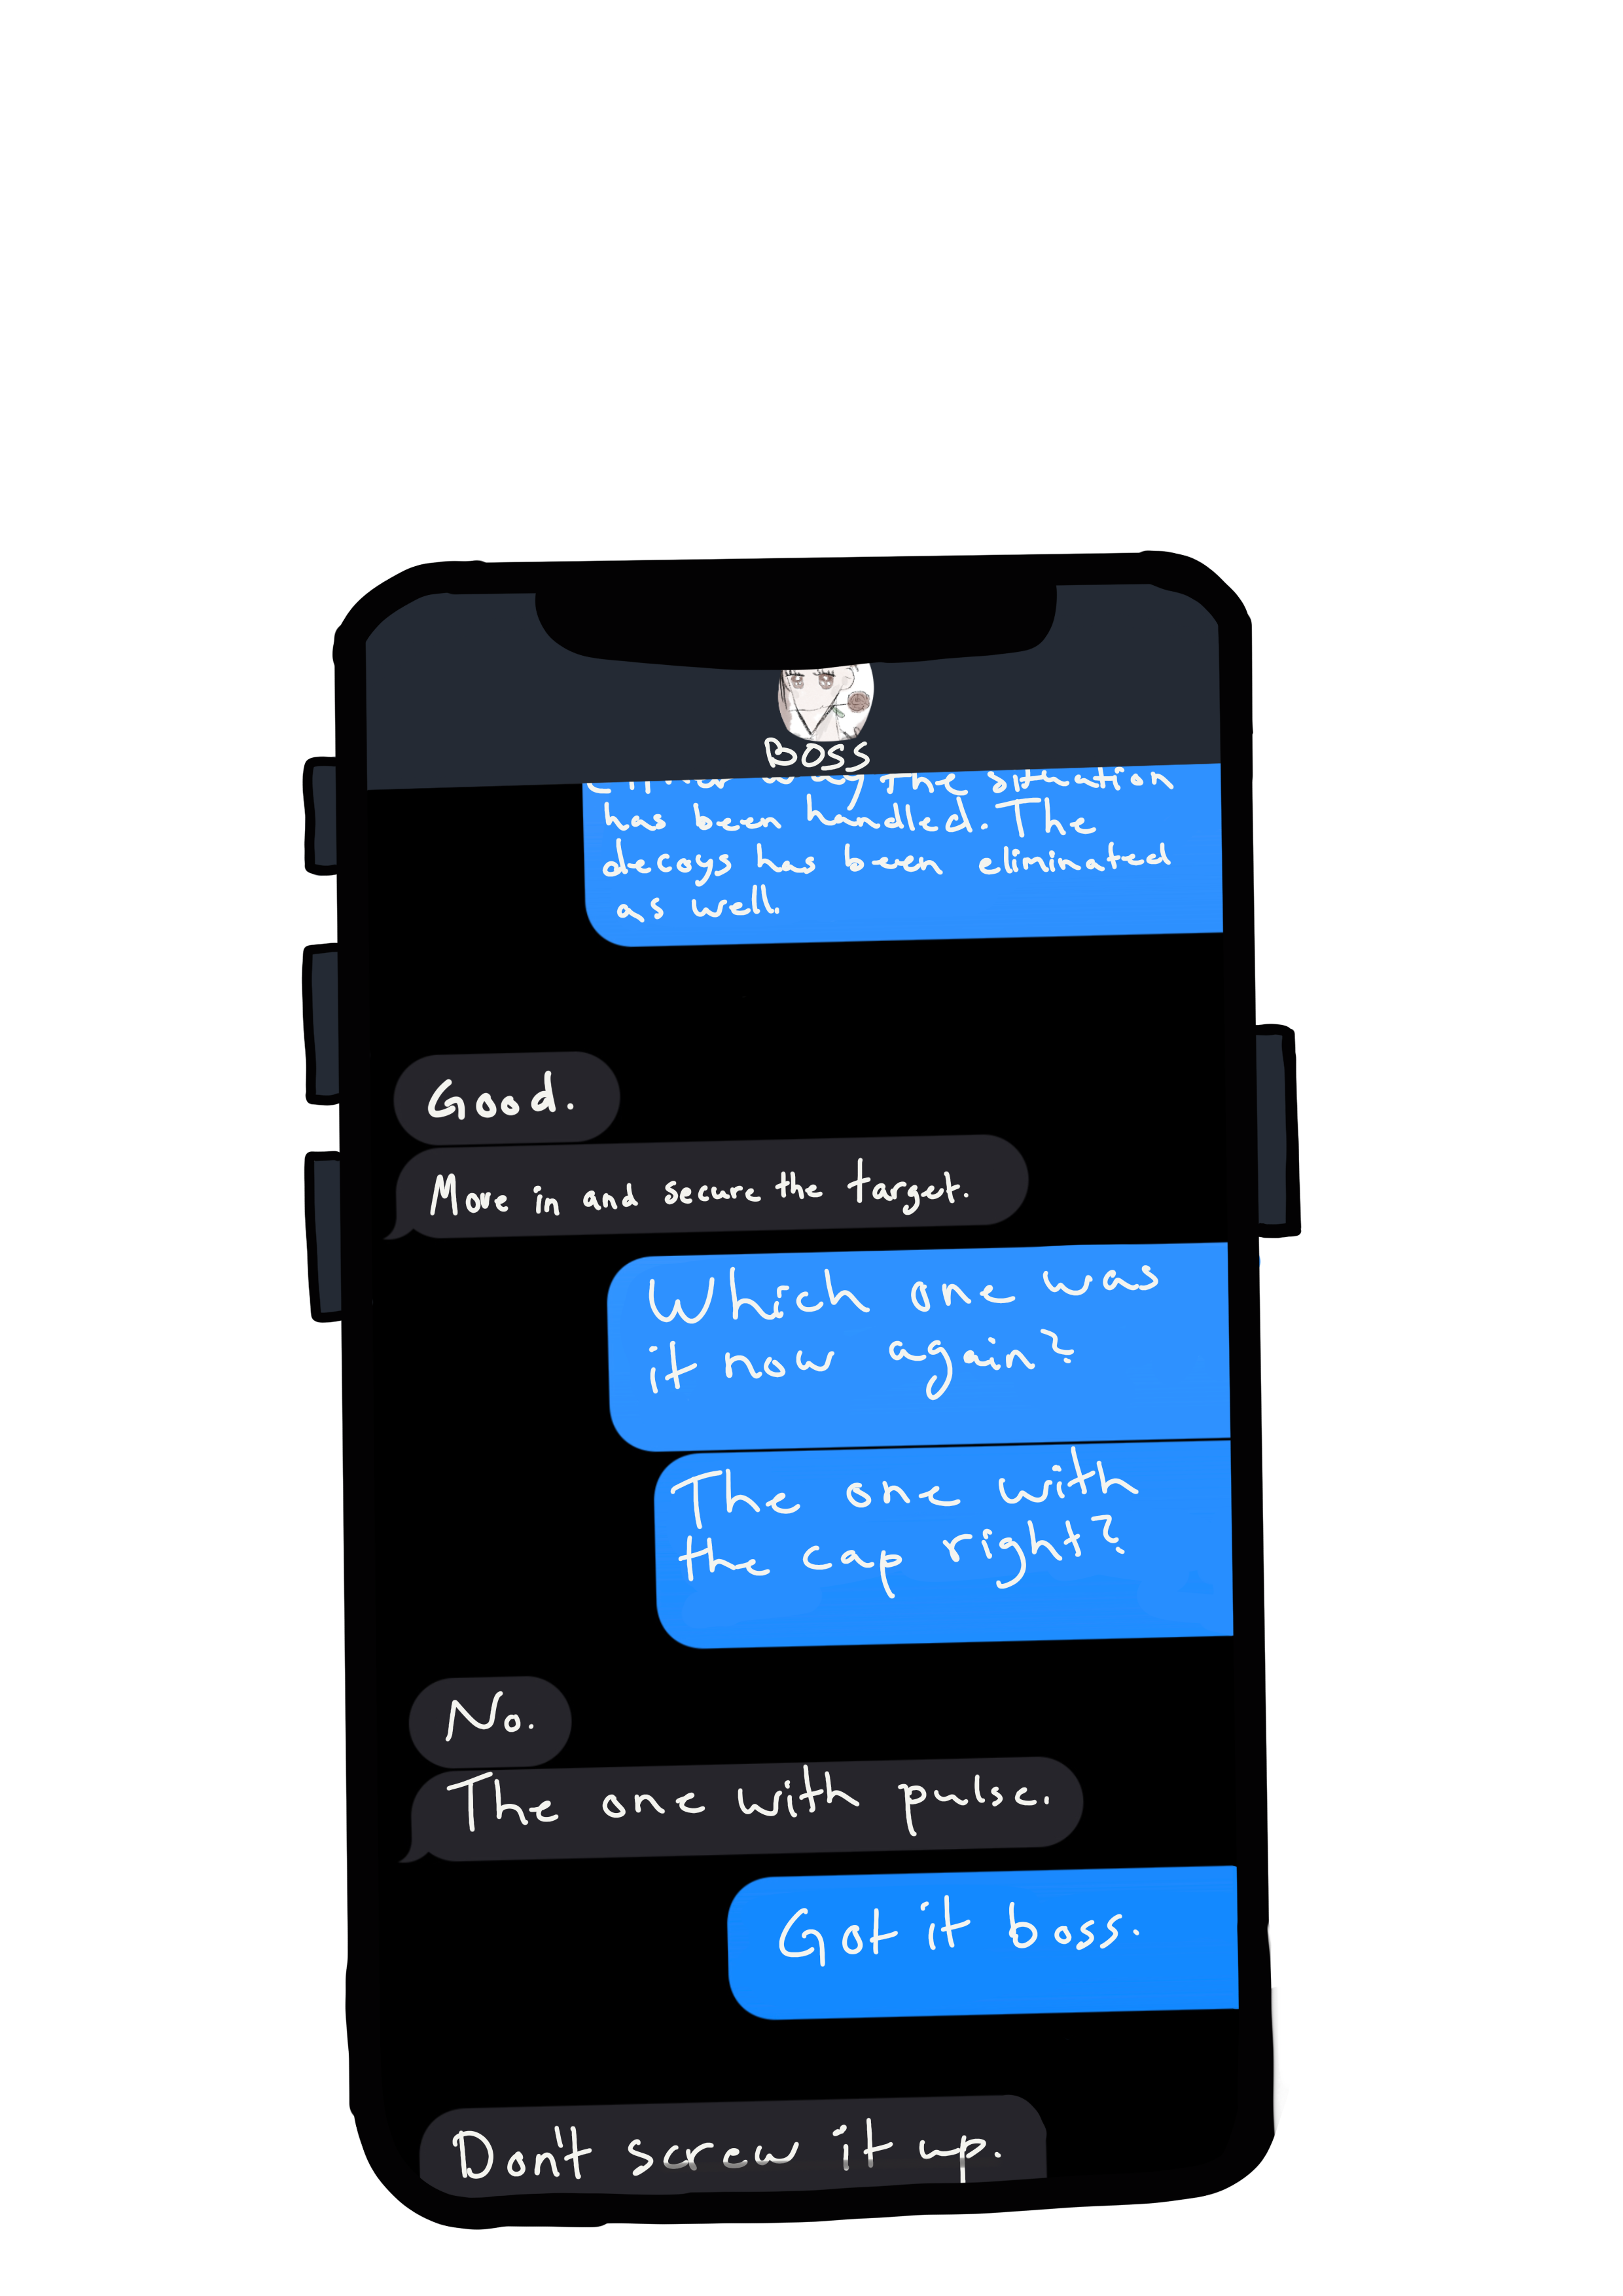 Boss
The situation
has been handled. The
decoys has been eliminated
as well.
Good.
Move in and secure the target.
Which one was
it now again?
The one with
the cap right?
No.
The one with pulse.
Got it boss.
Don't screw it up.